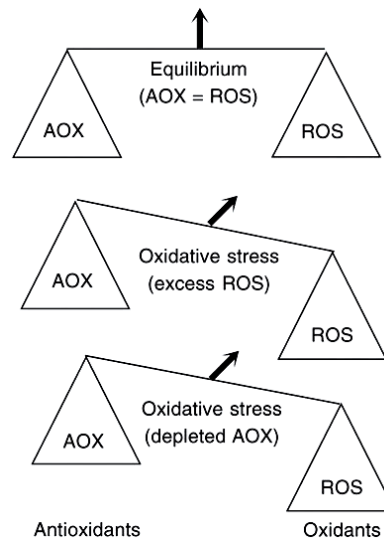 Equilibrium
(AOX = ROS)
AOX
ROS
Oxidative stress
(excess ROS)
AOX
ROS
Oxidative stress
(depleted AOX)
AOX
ROS
Antioxidants
Oxidants